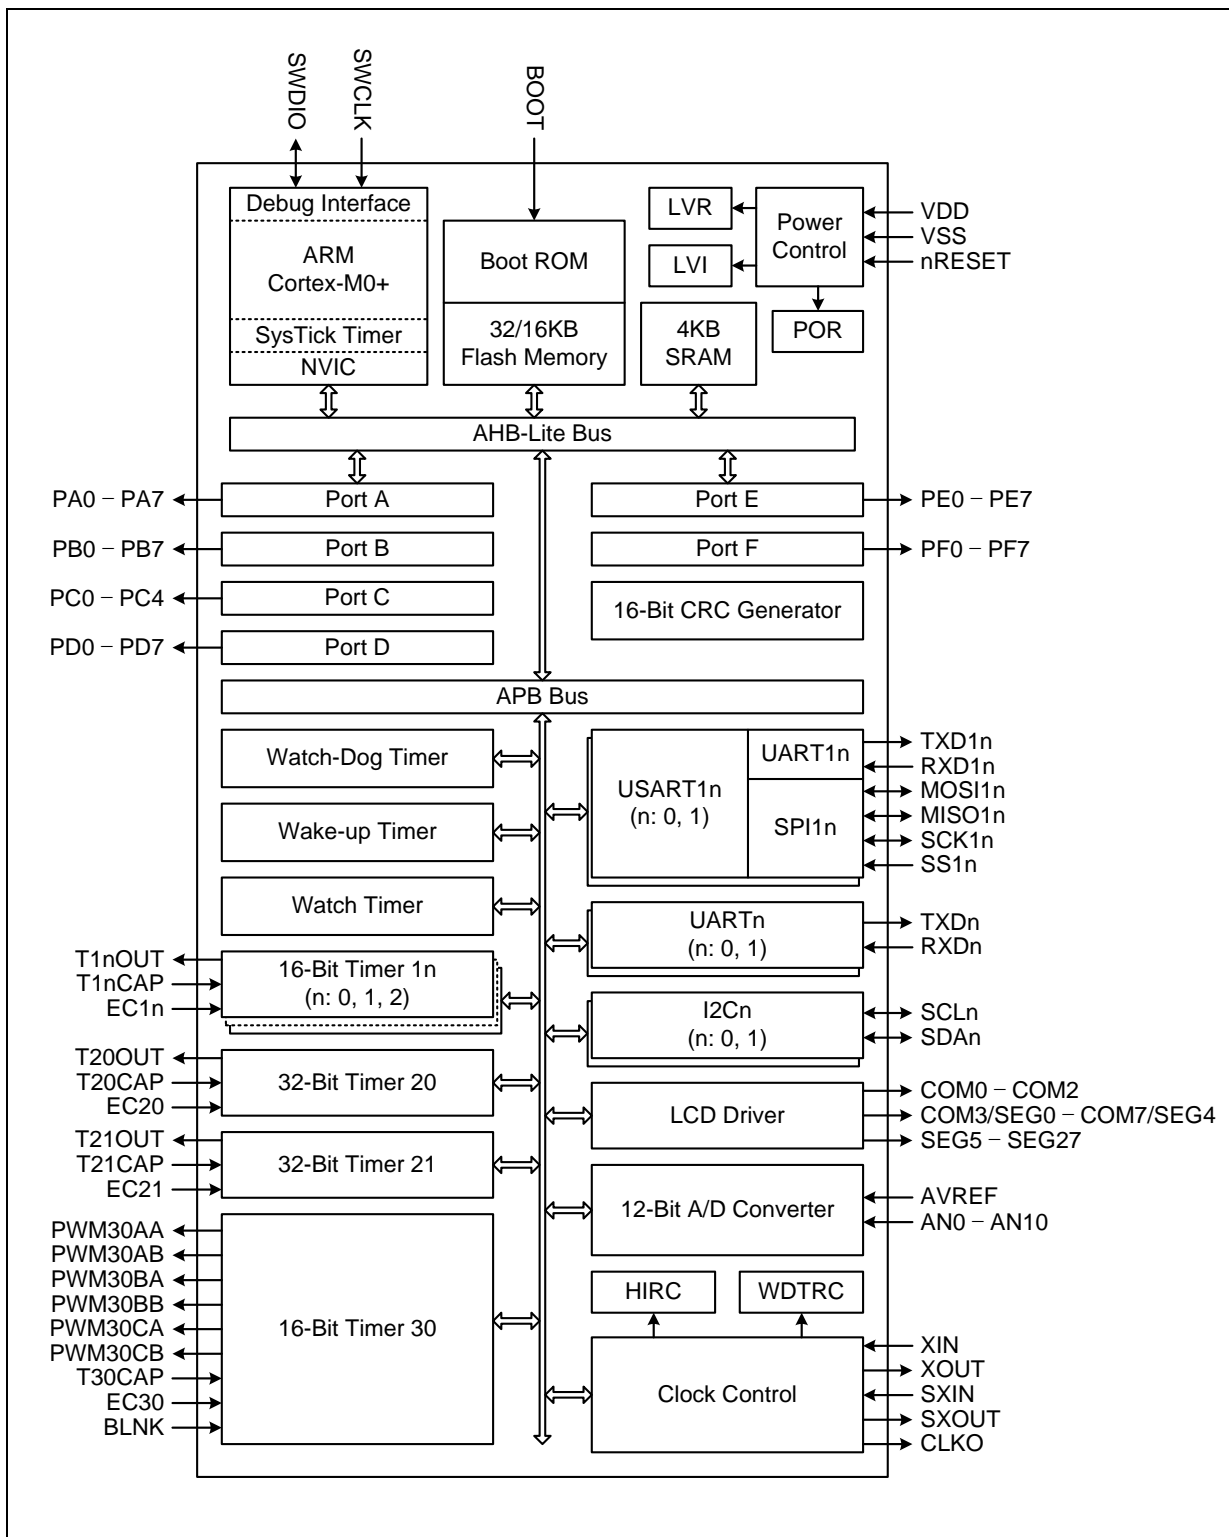 SWDIO
SWCLK
BOOT
Debug Interface
ARM
Cortex-M0+
SysTick Timer
NVIC
Boot ROM
32/16KB
Flash Memory
LVR
LVI
4KB
SRAM
Power
Control
POR
VDD
VSS
nRESET
AHB-Lite Bus
PA0 – PA7
Port A
PB0 – PB7
Port B
PC0 – PC4
Port C
PD0 – PD7
Port D
Port E
PE0 – PE7
Port F
PF0 – PF7
16-Bit CRC Generator
APB Bus
Watch-Dog Timer
Wake-up Timer
Watch Timer
T1nOUT
T1nCAP
EC1n
16-Bit Timer 1n
(n: 0, 1, 2)
T20OUT
T20CAP
EC20
32-Bit Timer 20
T21OUT
T21CAP
EC21
32-Bit Timer 21
PWM30AA
PWM30AB
PWM30BA
PWM30BB
PWM30CA
PWM30CB
T30CAP
EC30
BLNK
16-Bit Timer 30
USART1n
(n: 0, 1)
UART1n
SPI1n
TXD1n
RXD1n
MOSI1n
MISO1n
SCK1n
SS1n
UARTn
(n: 0, 1)
TXDn
RXDn
I2Cn
(n: 0, 1)
SCLn
SDAn
LCD Driver
COM0 – COM2
COM3/SEG0 – COM7/SEG4
SEG5 – SEG27
12-Bit A/D Converter
AVREF
AN0 – AN10
HIRC
WDTRC
Clock Control
XIN
XOUT
SXIN
SXOUT
CLKO